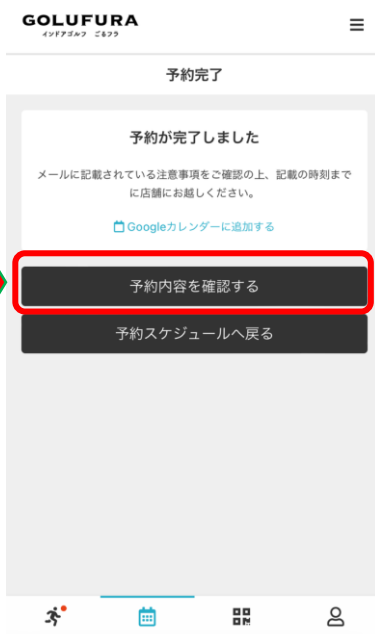 GOLUFURA
インドアゴルフ ごるフラ
予約完了
予約が完了しました
メールに記載されている注意事項をご確認の上、記載の時刻まで
に店舗にお越しください。
Googleカレンダーに追加する
予約内容を確認する
予約スケジュールへ戻る